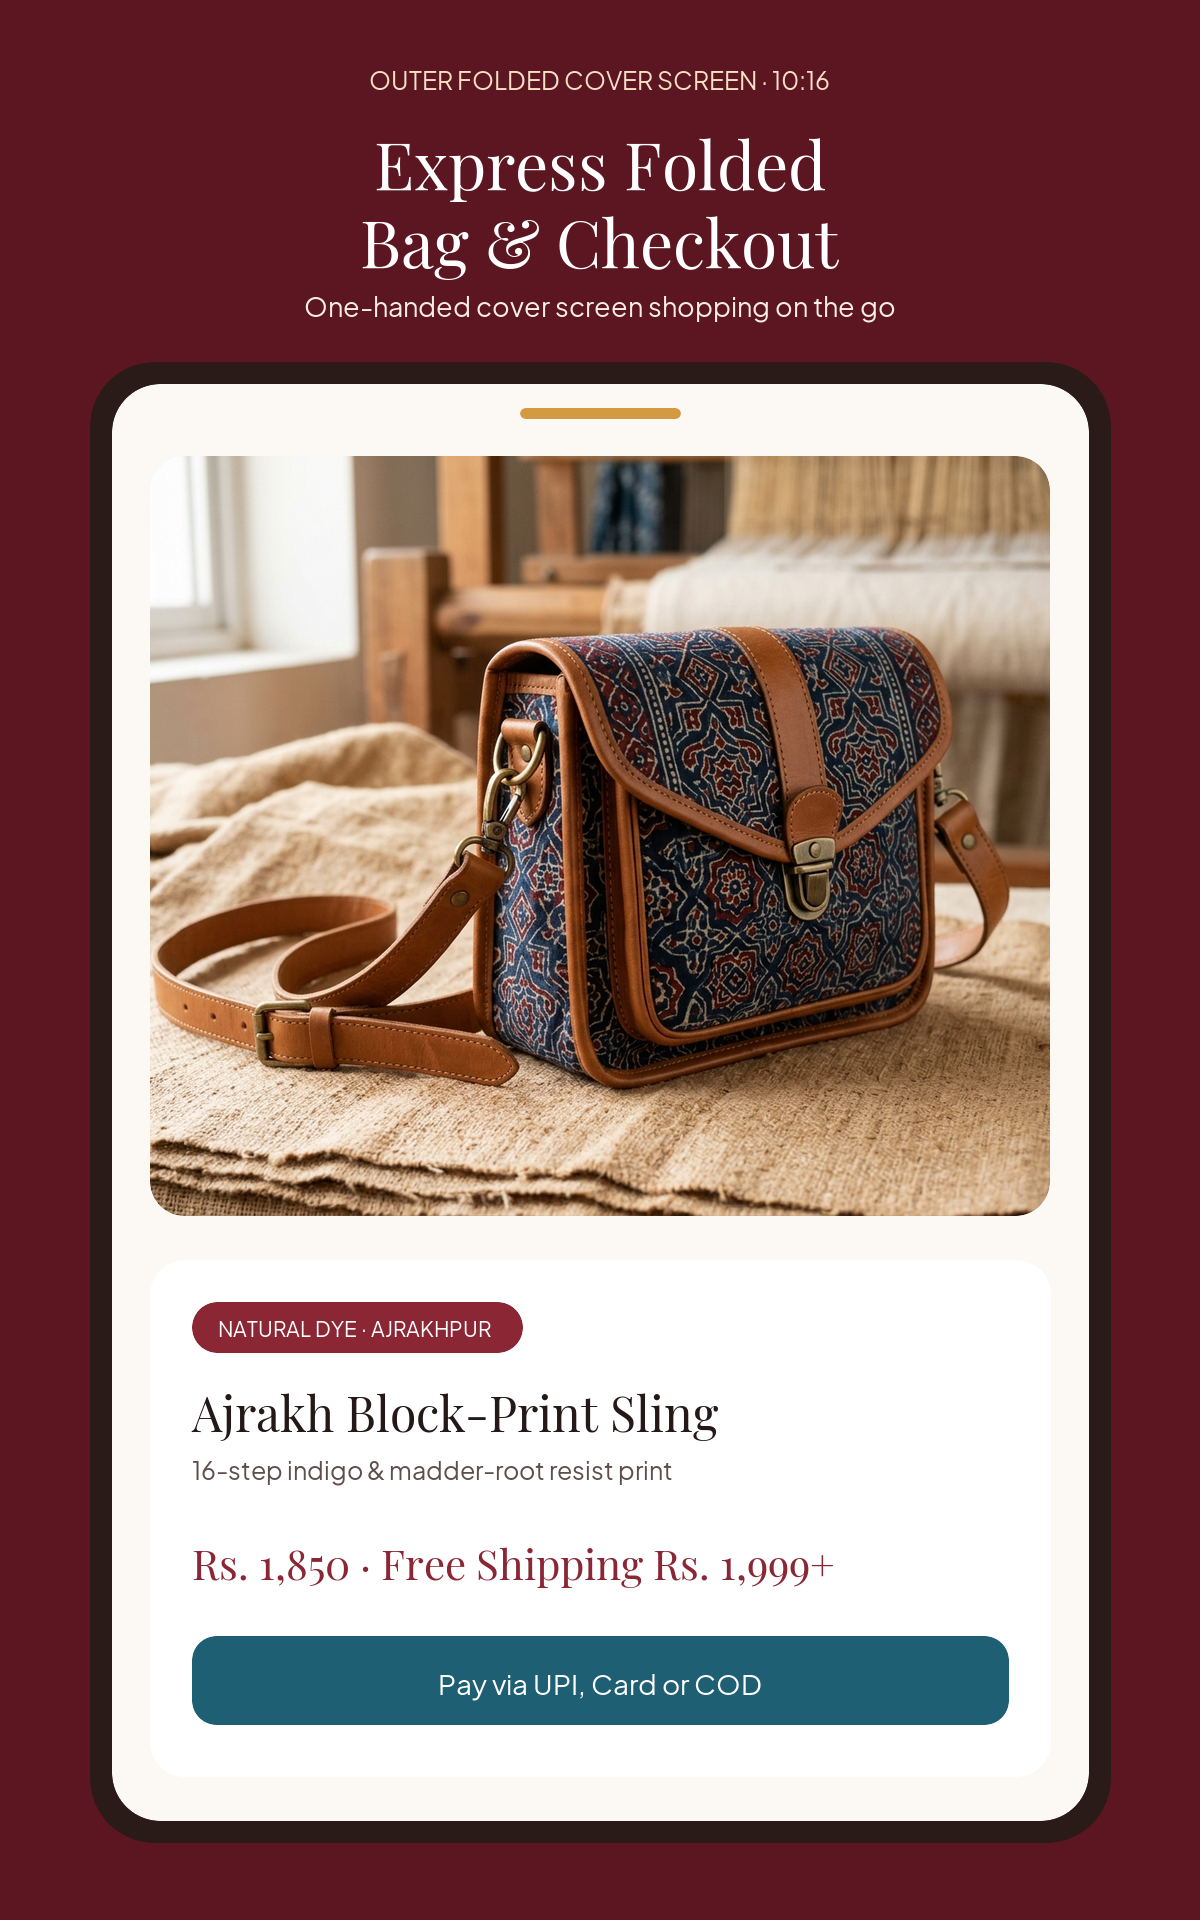 OUTER FOLDED COVER SCREEN · 10:16
Express Folded
Bag & Checkout
One-handed cover screen shopping on the go
NATURAL DYE · AJRAKHPUR
Ajrakh Block-Print Sling
16-step indigo & madder-root resist print
Rs. 1,850 · Free Shipping Rs. 1,999+
Pay via UPI, Card or COD